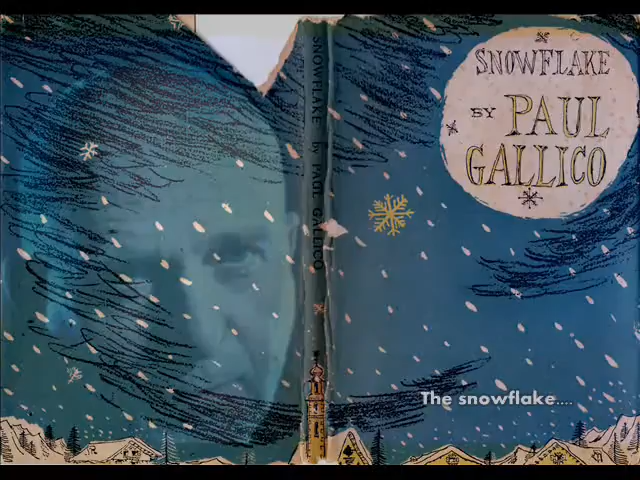 SNOWFLAKE by PAUL GALLICO
SNOWFLAKE
BY PAUL
GALLICO
The snowflake....